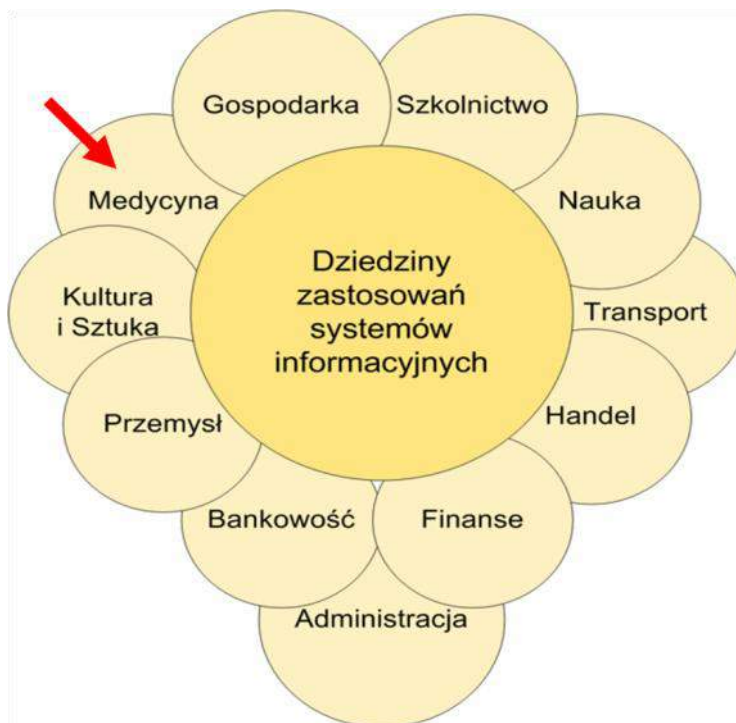 Gospodarka
Szkolnictwo
Medycyna
Nauka
Dziedziny
zastosowań
systemów
informacyjnych
Kultura
i Sztuka
Transport
Przemysł
Handel
Bankowość
Finanse
Administracja